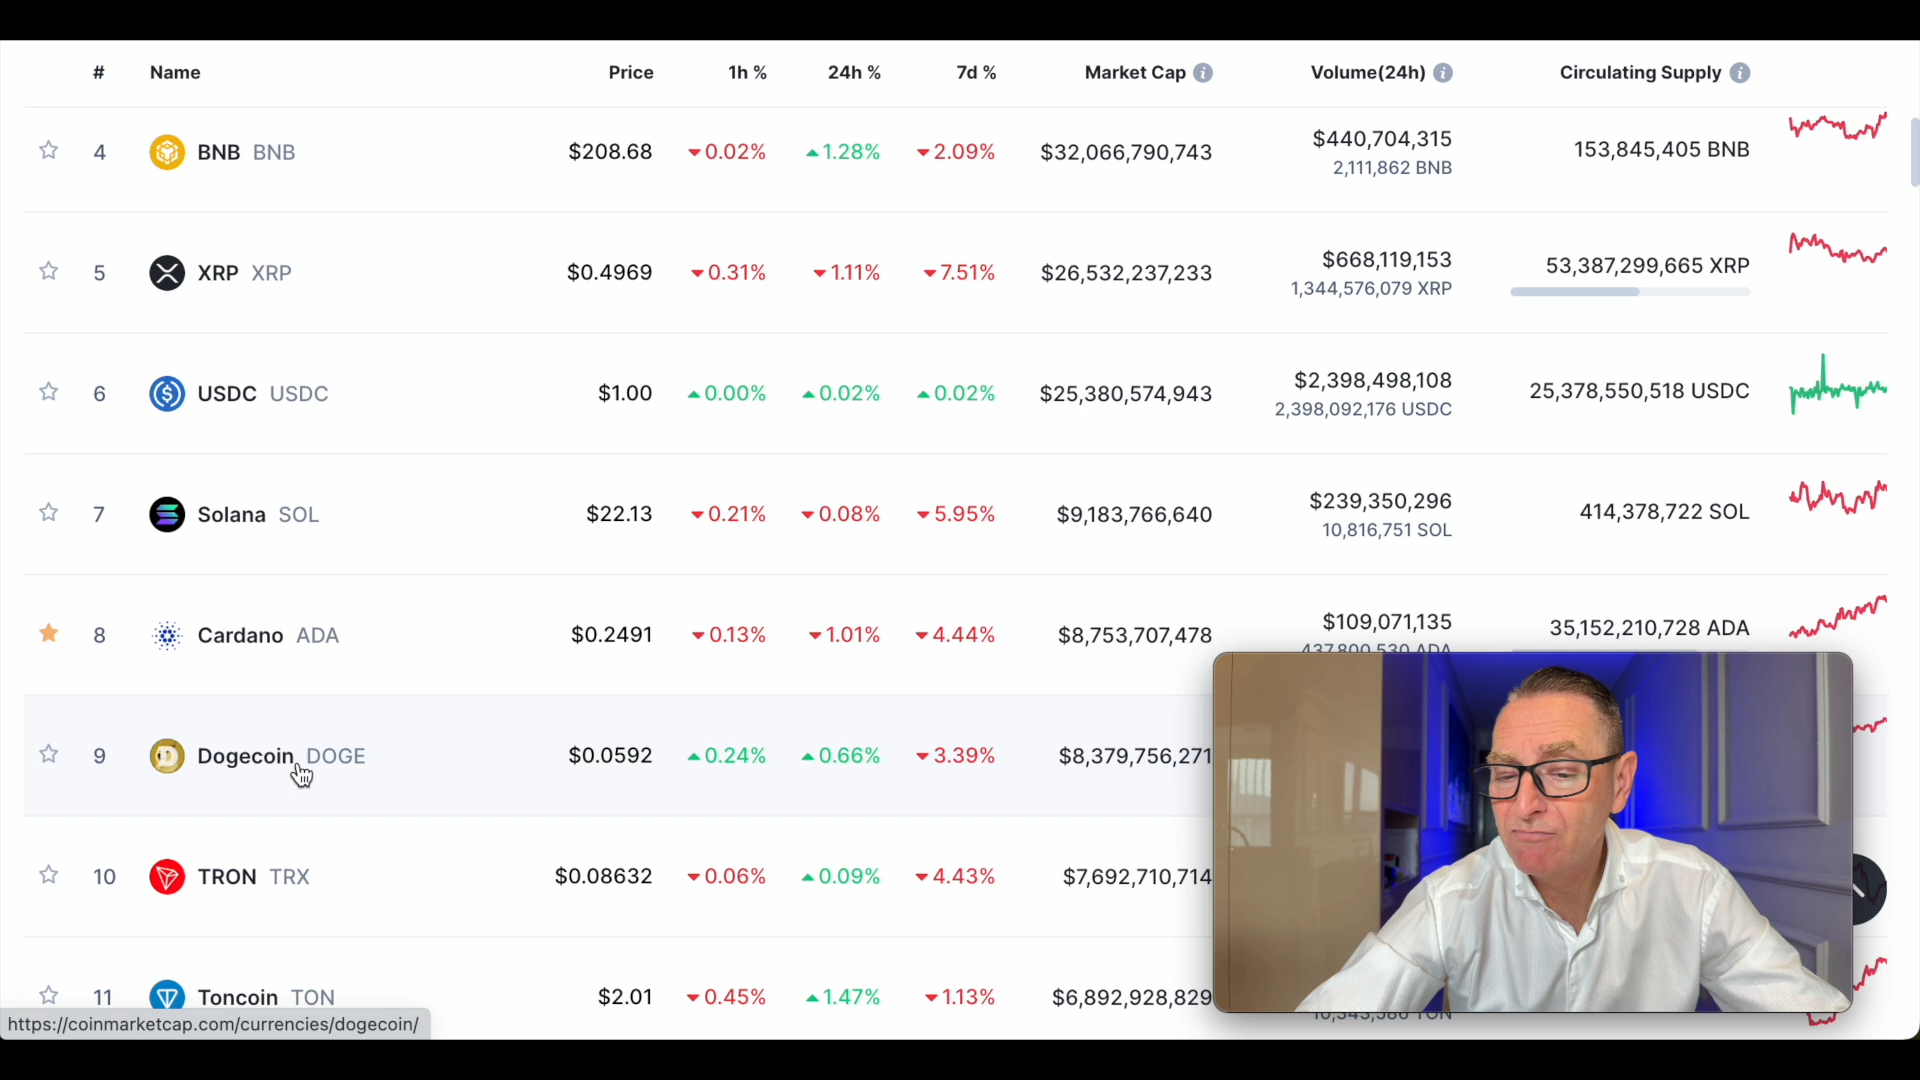 # Name Price 1h % 24h % 7d % Market Cap Volume(24h) Circulating Supply
4 BNB BNB $208.68 0.02% 1.28% 2.09% $32,066,790,743 $440,704,315 153,845,405 BNB
2,111,862 BNB
5 XRP XRP $0.4969 0.31% 1.11% 7.51% $26,532,237,233 $668,119,153 53,387,299,665 XRP
1,344,576,079 XRP
6 USDC USDC $1.00 0.00% 0.02% 0.02% $25,380,574,943 $2,398,498,108 25,378,550,518 USDC
2,398,092,176 USDC
7 Solana SOL $22.13 0.21% 0.08% 5.95% $9,183,766,640 $239,350,296 414,378,722 SOL
10,816,751 SOL
8 Cardano ADA $0.2491 0.13% 1.01% 4.44% $8,753,707,478 $109,071,135 35,152,210,728 ADA
437,800,530 ADA
9 Dogecoin DOGE $0.0592 0.24% 0.66% 3.39% $8,379,756,271
10 TRON TRX $0.08632 0.06% 0.09% 4.43% $7,692,710,714
11 Toncoin TON $2.01 0.45% 1.47% 1.13% $6,892,928,829
10,343,586 TON
https://coinmarketcap.com/currencies/dogecoin/